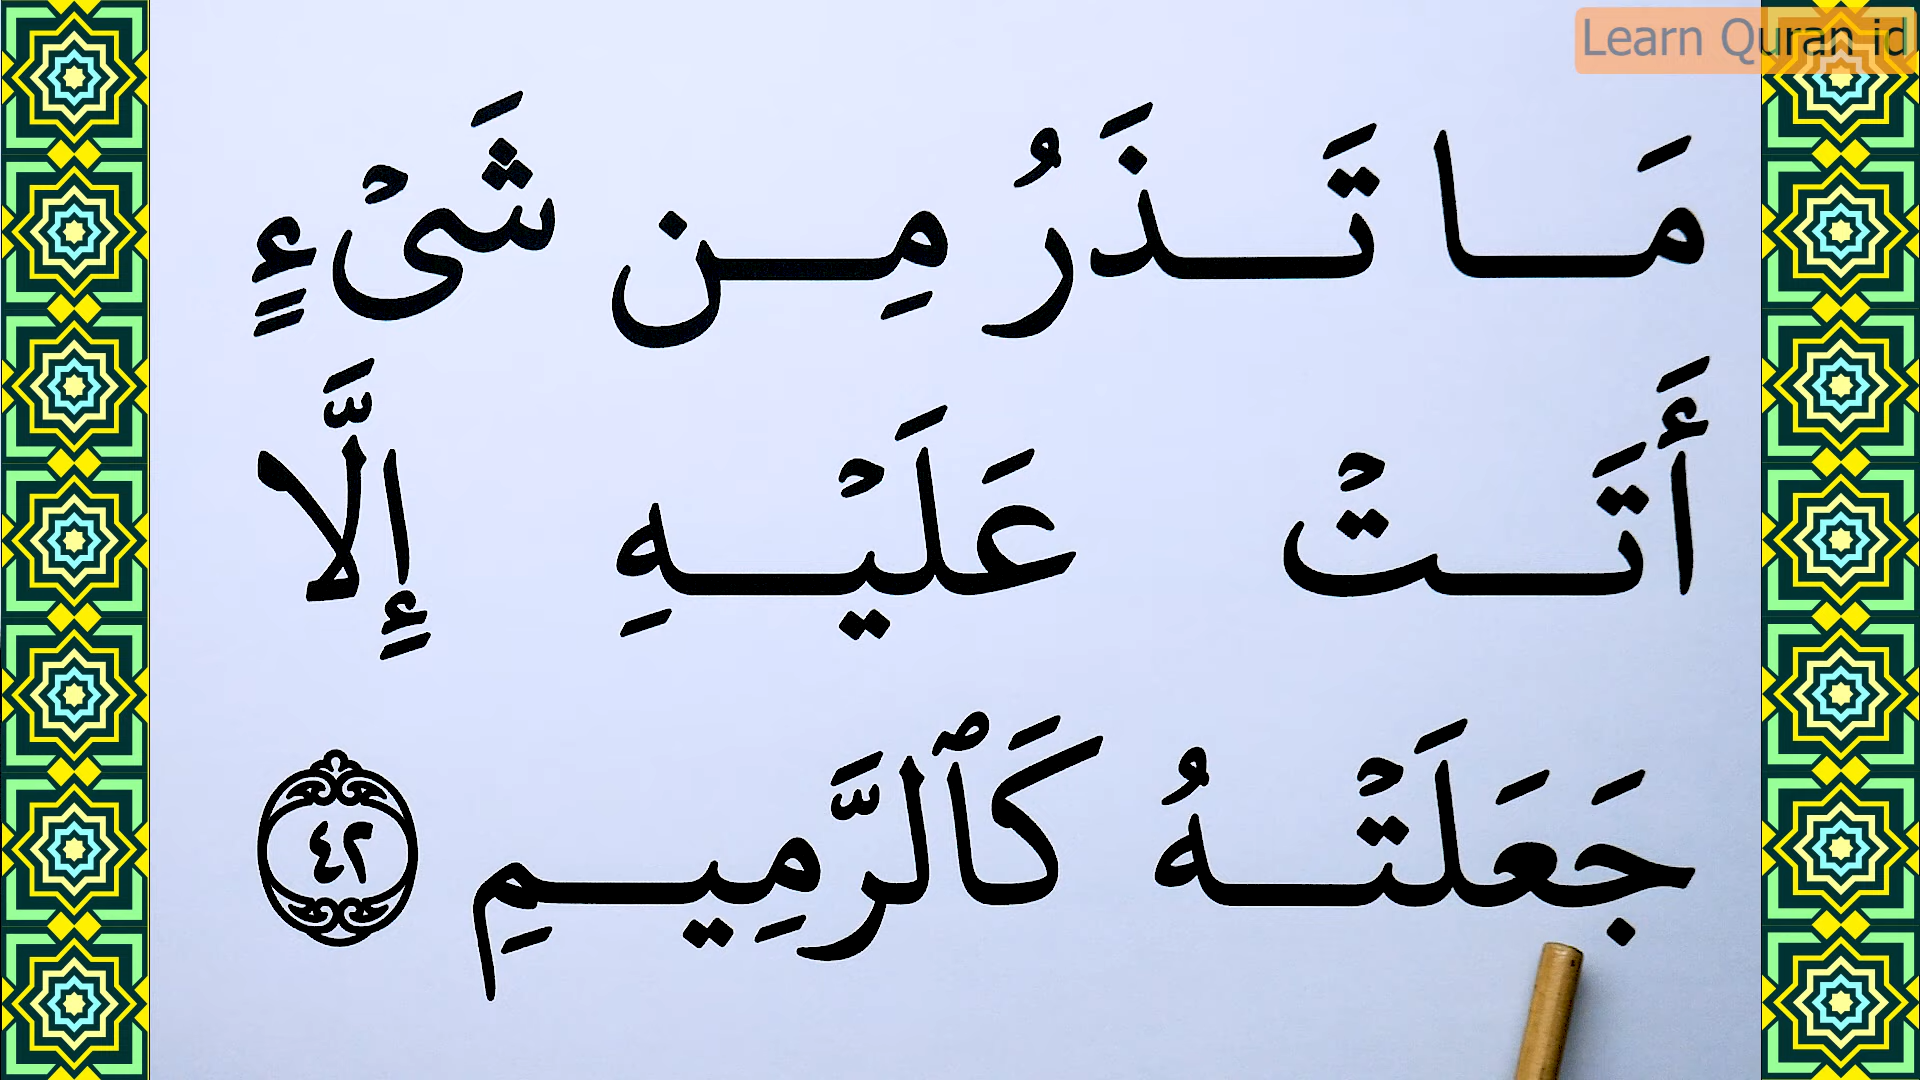 Learn Quran id
مَا تَذَرُ مِن شَىْءٍ
أَتَتْ عَلَيْهِ إِلَّا
جَعَلَتْهُ كَٱلرَّمِيمِ ٤٢